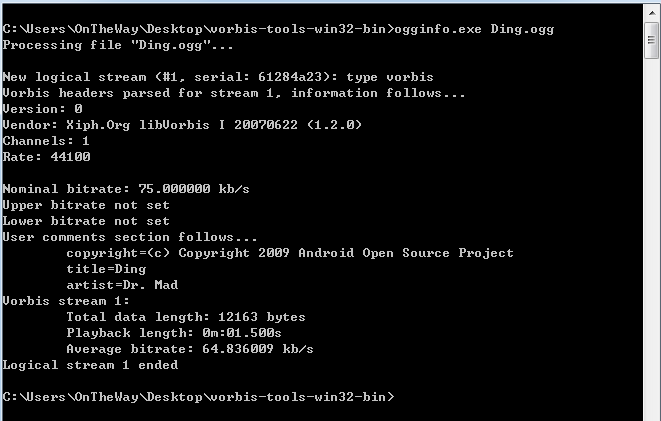 C:\Users\OnTheWay\Desktop\vorbis-tools-win32-bin>ogginfo.exe Ding.ogg
Processing file "Ding.ogg"...
New logical stream (#1, serial: 61284a23): type vorbis
Vorbis headers parsed for stream 1, information follows...
Version: 0
Vendor: Xiph.Org libVorbis I 20070622 (1.2.0)
Channels: 1
Rate: 44100
Nominal bitrate: 75.000000 kb/s
Upper bitrate not set
Lower bitrate not set
User comments section follows...
copyright=(c) Copyright 2009 Android Open Source Project
title=Ding
artist=Dr. Mad
Vorbis stream 1:
Total data length: 12163 bytes
Playback length: 0m:01.500s
Average bitrate: 64.836009 kb/s
Logical stream 1 ended
C:\Users\OnTheWay\Desktop\vorbis-tools-win32-bin>